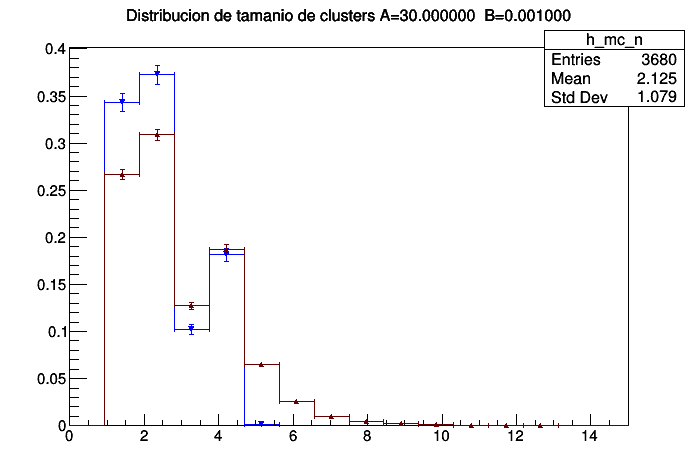 Distribucion de tamanio de clusters A=30.000000 B=0.001000
h_mc_n
Entries 3680
Mean 2.125
Std Dev 1.079
0.4
0.35
0.3
0.25
0.2
0.15
0.1
0.05
0
0 2 4 6 8 10 12 14